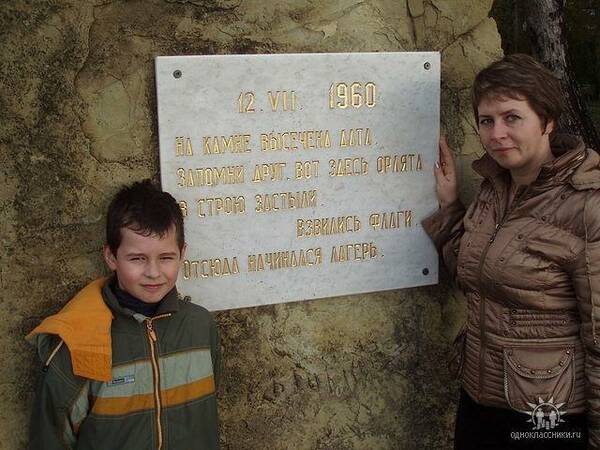 12. VII. 1960
НА КАМНЕ ВЫСЕЧЕНА ДАТА.
ЗАПОМНИ ДРУГ. ВОТ ЗДЕСЬ ОРЛЯТА
В СТРОЮ ЗАСТЫЛИ.
ВЗВИЛИСЬ ФЛАГИ.
ОТСЮДА НАЧИНАЛСЯ ЛАГЕРЬ.
одноклассники.ru